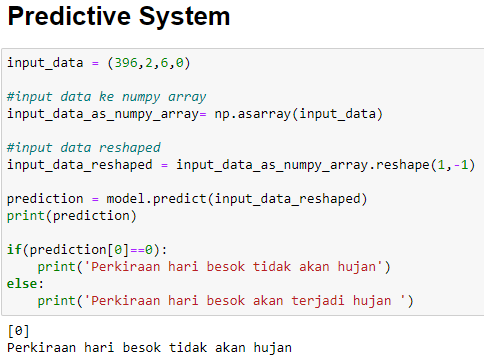 Predictive System
input_data = (396,2,6,0)
#input data ke numpy array
input_data_as_numpy_array= np.asarray(input_data)
#input data reshaped
input_data_reshaped = input_data_as_numpy_array.reshape(1,-1)
prediction = model.predict(input_data_reshaped)
print(prediction)
if(prediction[0]==0):
    print('Perkiraan hari besok tidak akan hujan')
else:
    print('Perkiraan hari besok akan terjadi hujan ')
[0]
Perkiraan hari besok tidak akan hujan